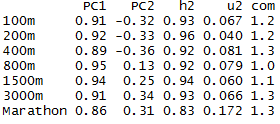 PC1 PC2 h2 u2 com
100m 0.91 -0.32 0.93 0.067 1.2
200m 0.92 -0.33 0.96 0.040 1.2
400m 0.89 -0.36 0.92 0.081 1.3
800m 0.95 0.13 0.92 0.079 1.0
1500m 0.94 0.25 0.94 0.060 1.1
3000m 0.91 0.34 0.93 0.066 1.3
Marathon 0.86 0.31 0.83 0.172 1.3